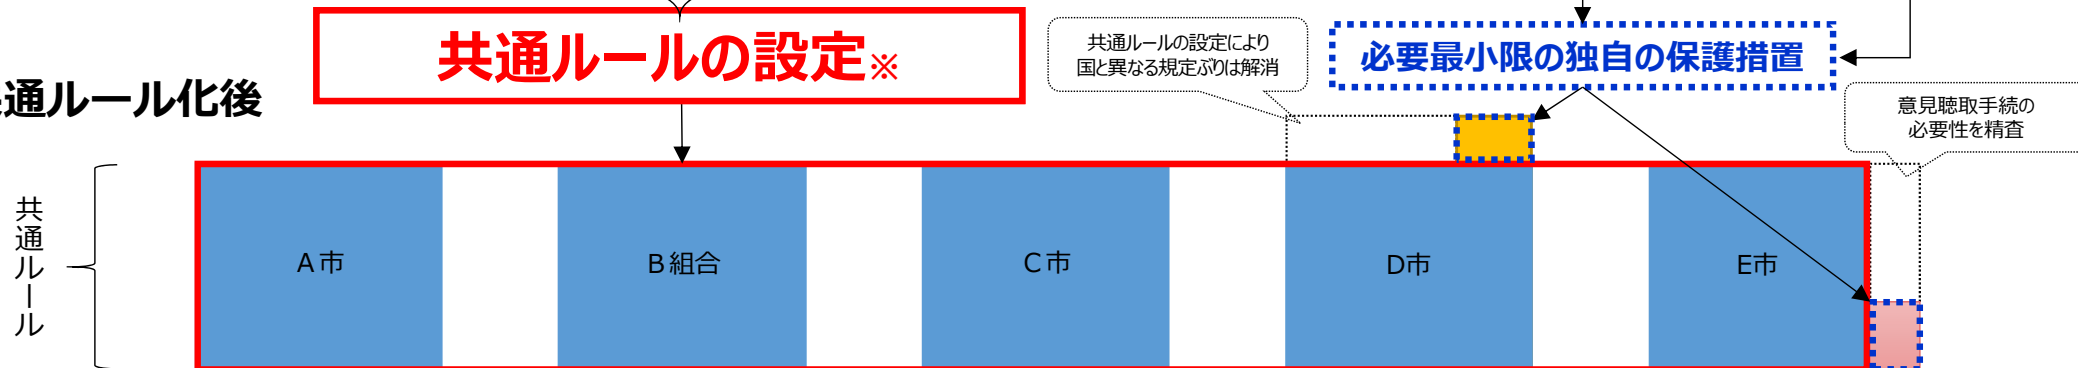 共通ルールの設定※
共通ルールの設定により
国と異なる規定ぶりは解消
必要最小限の独自の保護措置
通ルール化後
意見聴取手続の
必要性を精査
共通ルール
A市
B組合
C市
D市
E市